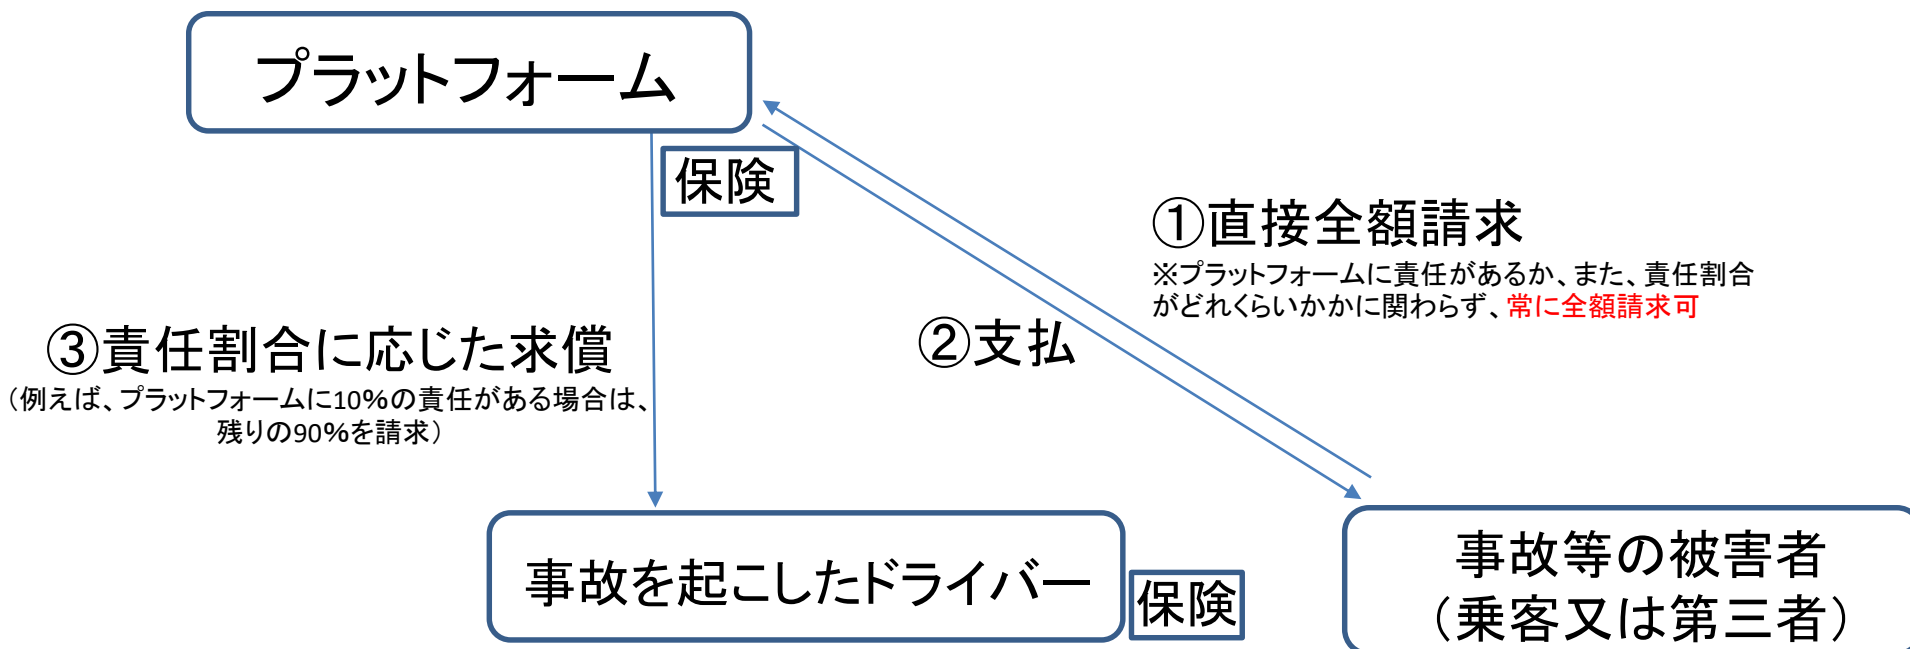 プラットフォーム
保険
①直接全額請求
※プラットフォームに責任があるか、また、責任割合
がどれくらいかかに関わらず、常に全額請求可
②支払
③責任割合に応じた求償
（例えば、プラットフォームに10％の責任がある場合は、
残りの90％を請求）
事故を起こしたドライバー
保険
事故等の被害者
（乗客又は第三者）